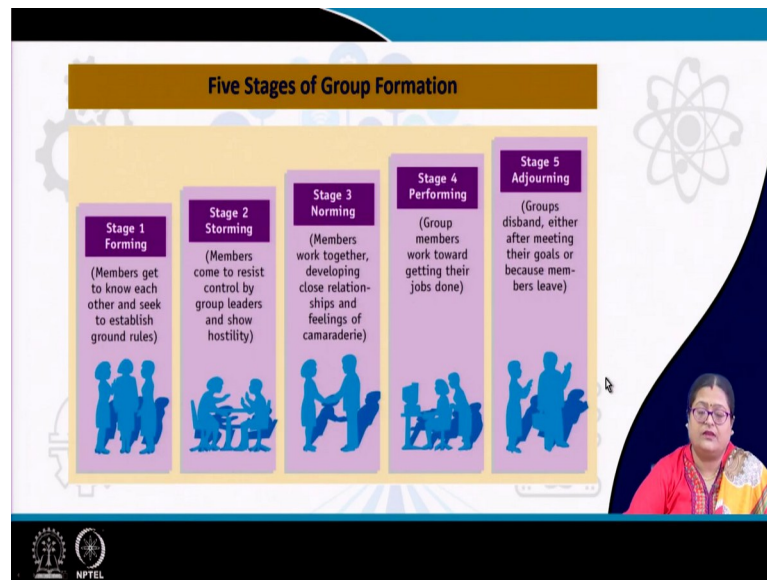 Five Stages of Group Formation
Stage 1
Forming
(Members get
to know each
other and seek
to establish
ground rules)
Stage 2
Storming
(Members
come to resist
control by
group leaders
and show
hostility)
Stage 3
Norming
(Members
work together,
developing
close relation-
ships and
feelings of
camaraderie)
Stage 4
Performing
(Group
members
work toward
getting their
jobs done)
Stage 5
Adjourning
(Groups
disband, either
after meeting
their goals or
because mem-
bers leave)
NPTEL